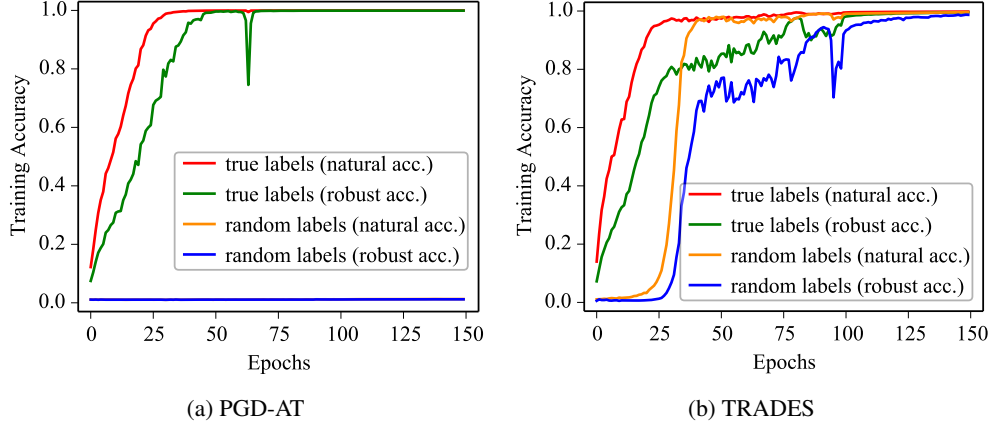 1.0
0.8
0.6
0.4
0.2
0.0
Training Accuracy
true labels (natural acc.)
true labels (robust acc.)
random labels (natural acc.)
random labels (robust acc.)
0 25 50 75 100 125 150
Epochs
(a) PGD-AT
1.0
0.8
0.6
0.4
0.2
0.0
Training Accuracy
true labels (natural acc.)
true labels (robust acc.)
random labels (natural acc.)
random labels (robust acc.)
0 25 50 75 100 125 150
Epochs
(b) TRADES